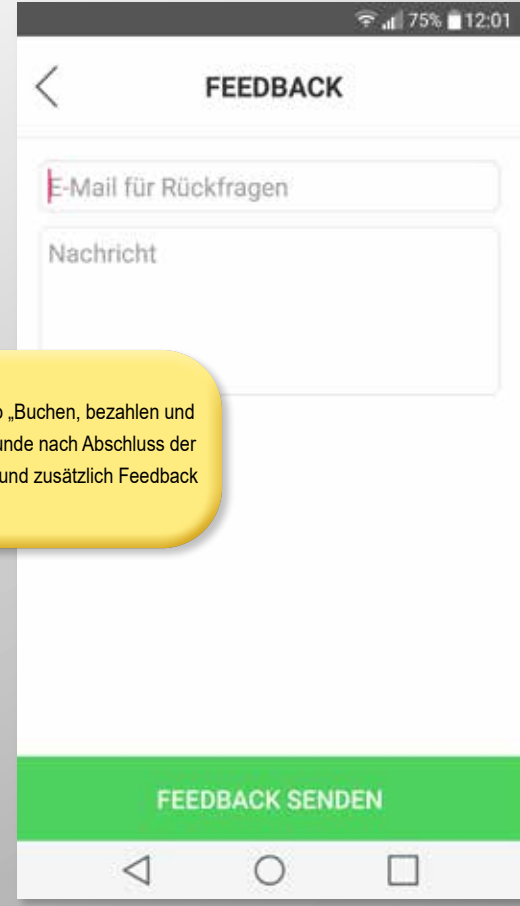 75% 12:01
FEEDBACK
E-Mail für Rückfragen
Nachricht
„Buchen, bezahlen und
nach Abschluss der
und zusätzlich Feedback
FEEDBACK SENDEN